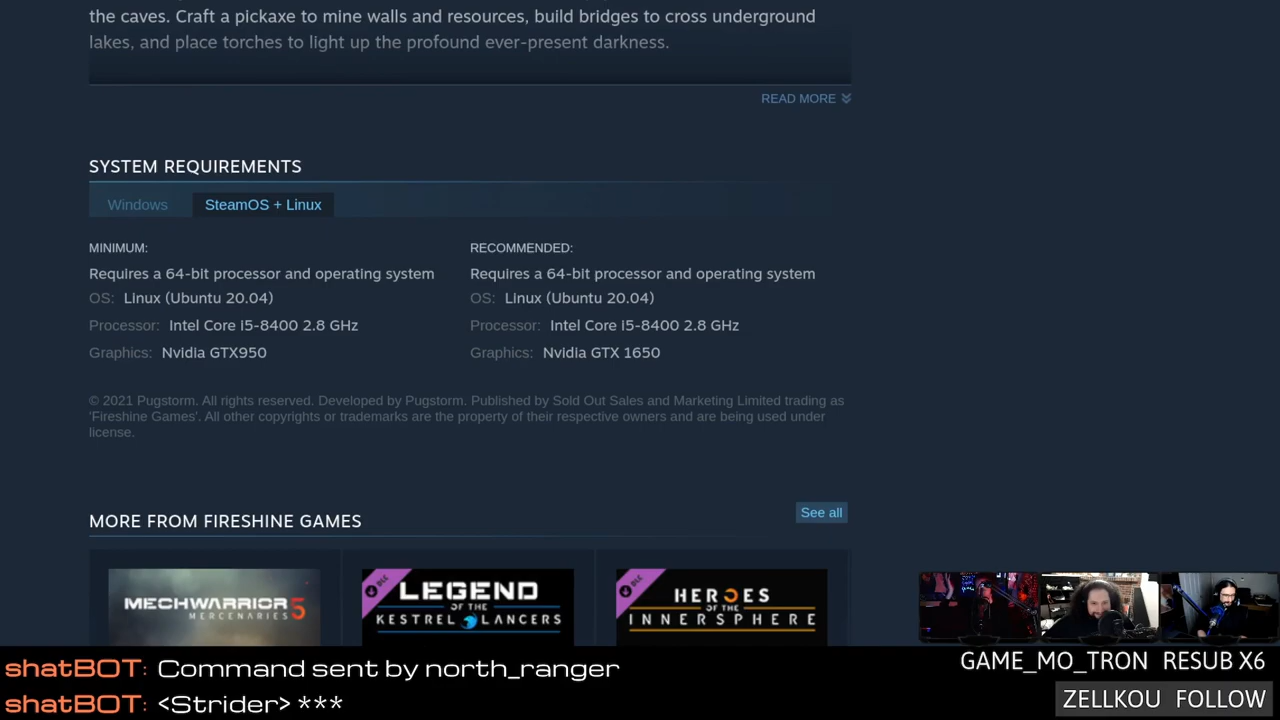 the caves. Craft a pickaxe to mine walls and resources, build bridges to cross underground
lakes, and place torches to light up the profound ever-present darkness.
READ MORE
SYSTEM REQUIREMENTS
Windows
SteamOS + Linux
MINIMUM:
Requires a 64-bit processor and operating system
OS: Linux (Ubuntu 20.04)
Processor: Intel Core i5-8400 2.8 GHz
Graphics: Nvidia GTX950
RECOMMENDED:
Requires a 64-bit processor and operating system
OS: Linux (Ubuntu 20.04)
Processor: Intel Core i5-8400 2.8 GHz
Graphics: Nvidia GTX 1650
© 2021 Pugstorm. All rights reserved. Developed by Pugstorm. Published by Sold Out Sales and Marketing Limited trading as
'Fireshine Games'. All other copyrights or trademarks are the property of their respective owners and are being used under
license.
MORE FROM FIRESHINE GAMES
See all
MECHWARRIOR 5
MERCENARIES
DLC
LEGEND
OF THE
KESTREL LANCERS
DLC
HEROES
OF THE
INNERSPHERE
shatBOT: Command sent by north_ranger
shatBOT: <Strider> ***
GAME_MO_TRON RESUB X6
ZELLKOU FOLLOW